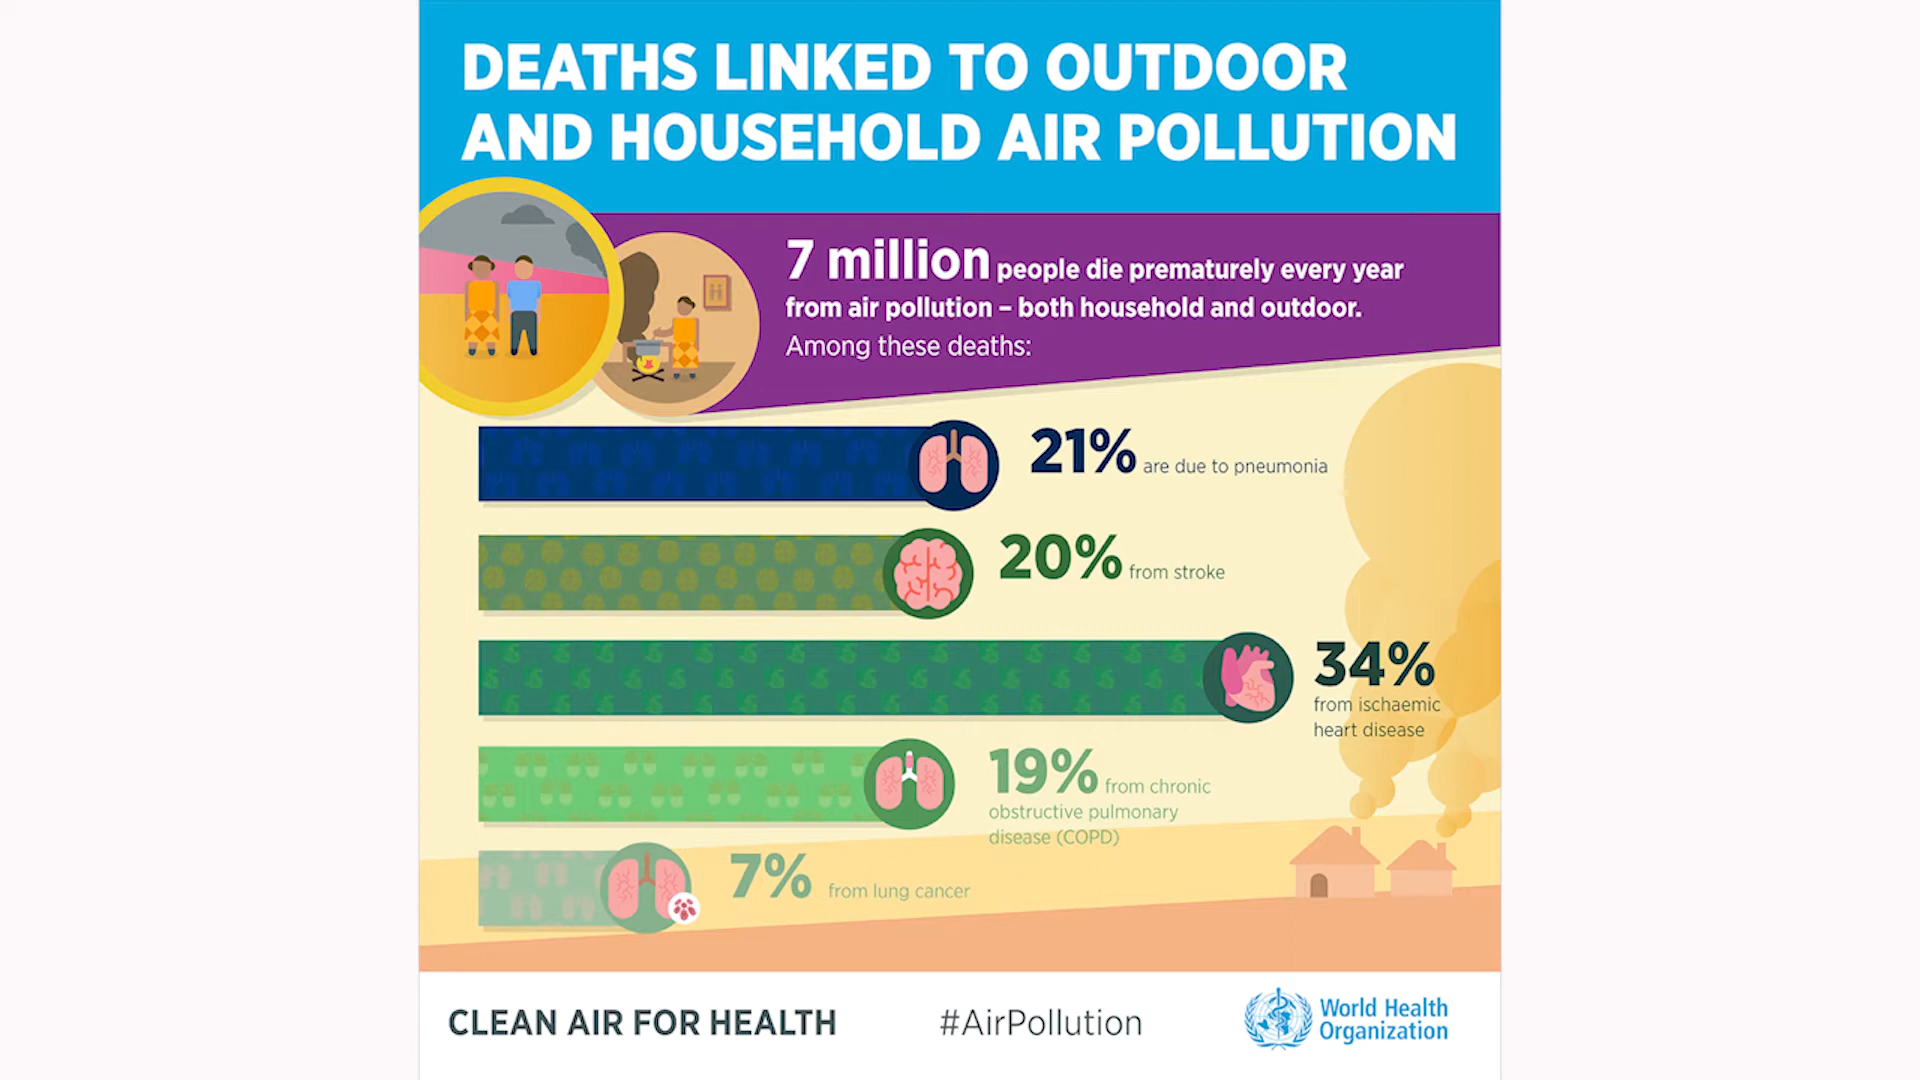 DEATHS LINKED TO OUTDOOR
AND HOUSEHOLD AIR POLLUTION
7 million people die prematurely every year
from air pollution – both household and outdoor.
Among these deaths:
21% are due to pneumonia
20% from stroke
34%
from ischaemic
heart disease
19% from chronic
obstructive pulmonary
disease (COPD)
7% from lung cancer
CLEAN AIR FOR HEALTH
#AirPollution
World Health
Organization